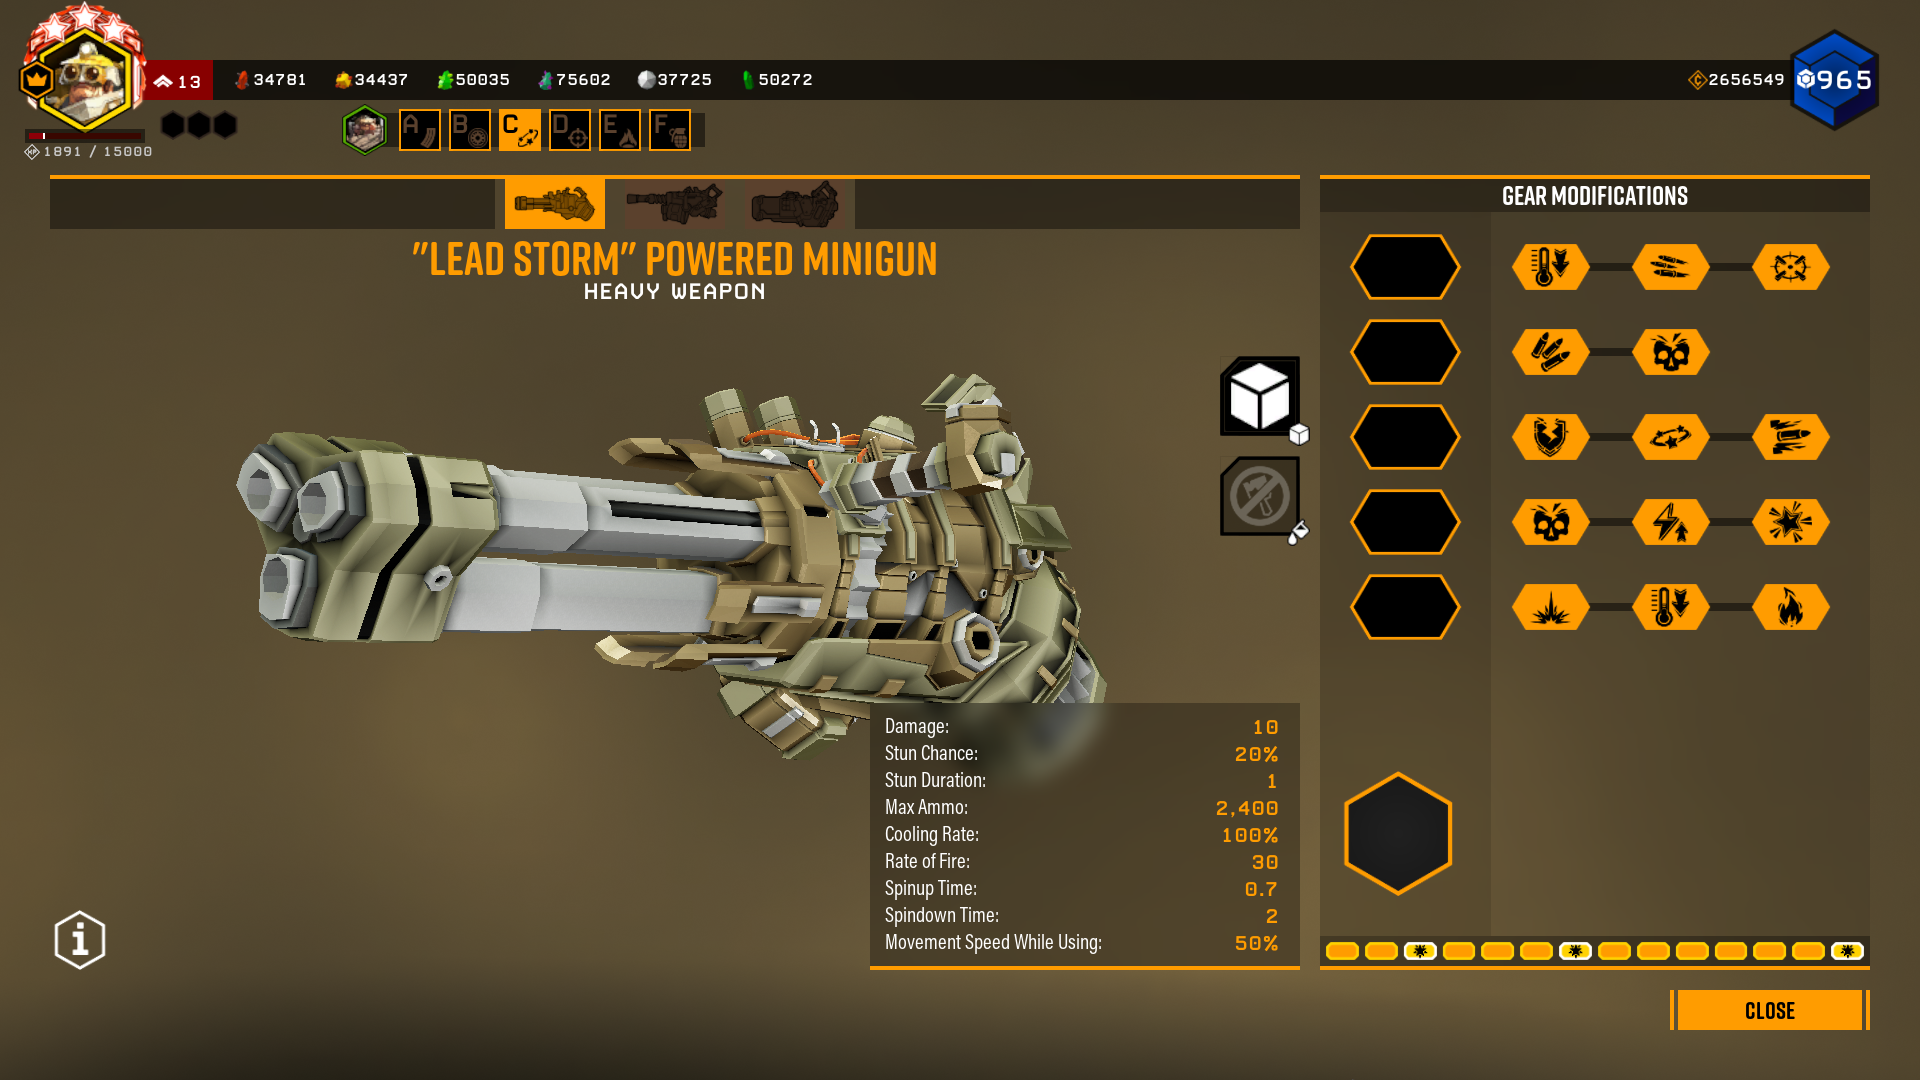 13 34781 34437 50035 75602 37725 50272 2656549 965
1891 / 15000
A B C D E F
GEAR MODIFICATIONS
"LEAD STORM" POWERED MINIGUN
HEAVY WEAPON
Damage: 10
Stun Chance: 20%
Stun Duration: 1
Max Ammo: 2,400
Cooling Rate: 100%
Rate of Fire: 30
Spinup Time: 0.7
Spindown Time: 2
Movement Speed While Using: 50%
CLOSE